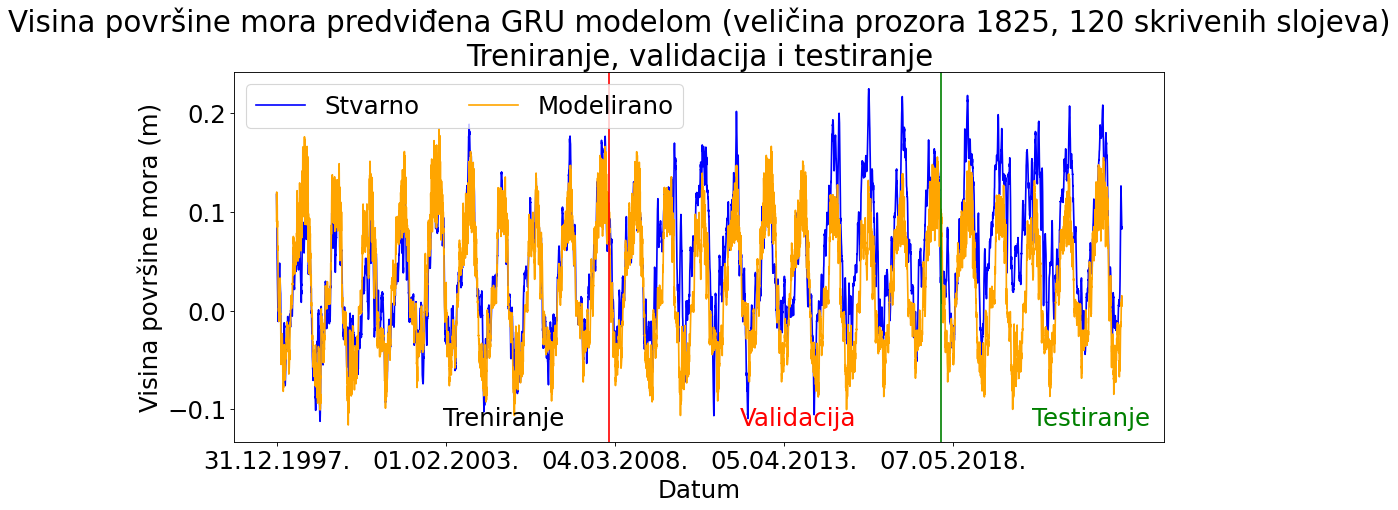 Visina površine mora predviđena GRU modelom (veličina prozora 1825, 120 skrivenih slojeva)
Treniranje, validacija i testiranje
Stvarno
Modelirano
Visina površine mora (m)
0.2
0.1
0.0
−0.1
Treniranje
Validacija
Testiranje
31.12.1997.
01.02.2003.
04.03.2008.
05.04.2013.
07.05.2018.
Datum